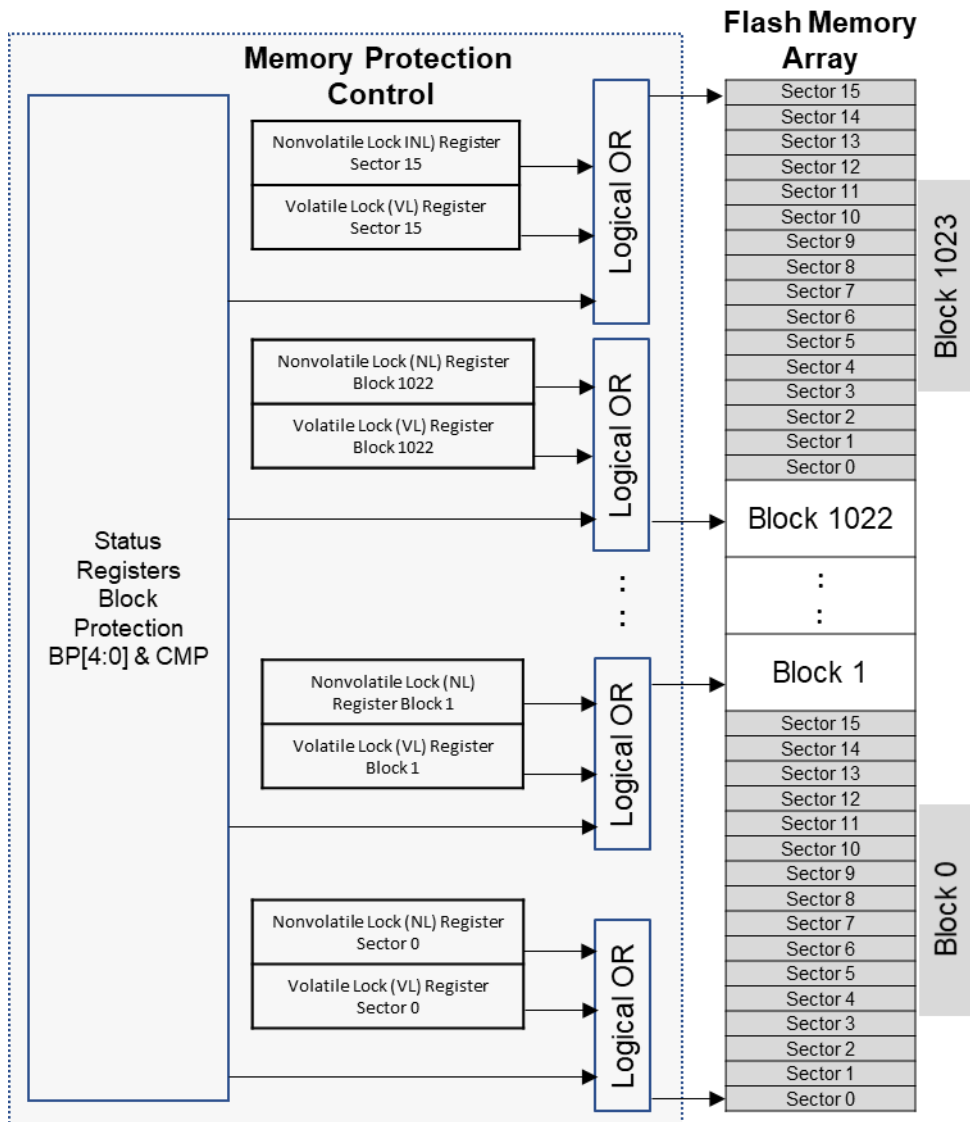 Flash Memory
Array
Memory Protection
Control
Status
Registers
Block
Protection
BP[4:0] & CMP
Nonvolatile Lock INL) Register
Sector 15
Volatile Lock (VL) Register
Sector 15
Logical OR
Nonvolatile Lock (NL) Register
Block 1022
Volatile Lock (VL) Register
Block 1022
Logical OR
: :
Nonvolatile Lock (NL)
Register Block 1
Volatile Lock (VL) Register
Block 1
Logical OR
Nonvolatile Lock (NL) Register
Sector 0
Volatile Lock (VL) Register
Sector 0
Logical OR
Sector 15
Sector 14
Sector 13
Sector 12
Sector 11
Sector 10
Sector 9
Sector 8
Sector 7
Sector 6
Sector 5
Sector 4
Sector 3
Sector 2
Sector 1
Sector 0
Block 1023
Block 1022
: :
Block 1
Sector 15
Sector 14
Sector 13
Sector 12
Sector 11
Sector 10
Sector 9
Sector 8
Sector 7
Sector 6
Sector 5
Sector 4
Sector 3
Sector 2
Sector 1
Sector 0
Block 0